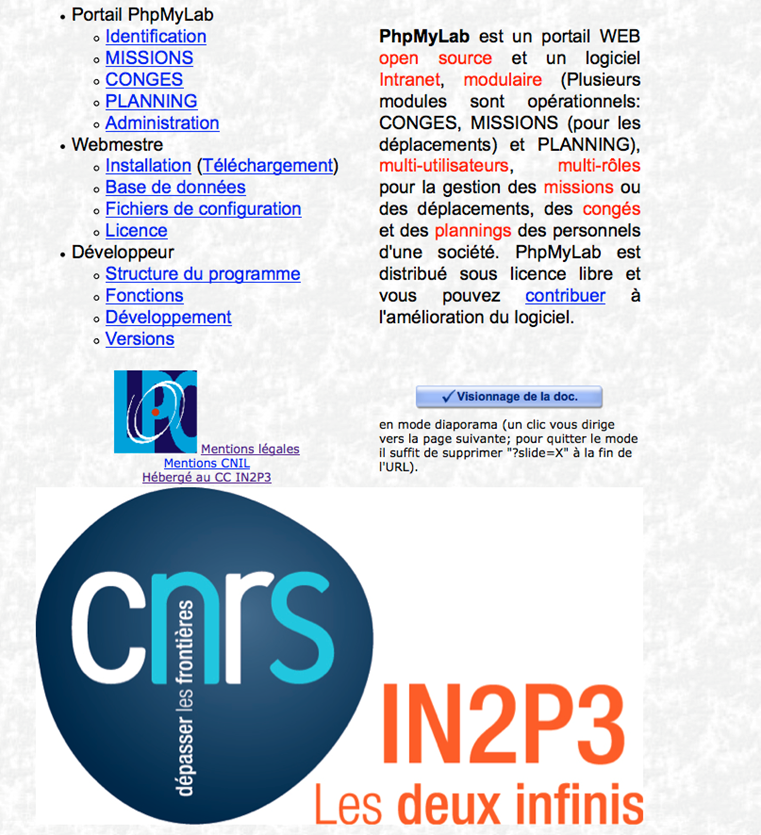 Portail PhpMyLab
Identification
MISSIONS
CONGES
PLANNING
Administration
Webmestre
Installation (Téléchargement)
Base de données
Fichiers de configuration
Licence
Développeur
Structure du programme
Fonctions
Développement
Versions
PhpMyLab est un portail WEB
open source et un logiciel
Intranet, modulaire (Plusieurs
modules sont opérationnels:
CONGES, MISSIONS (pour les
déplacements) et PLANNING),
multi-utilisateurs, multi-rôles
pour la gestion des missions ou
des déplacements, des congés
et des plannings des personnels
d'une société. PhpMyLab est
distribué sous licence libre et
vous pouvez contribuer à
l'amélioration du logiciel.
LPC
Mentions légales
Mentions CNIL
Hébergé au CC IN2P3
Visionnage de la doc.
en mode diaporama (un clic vous dirige
vers la page suivante; pour quitter le mode
il suffit de supprimer "?slide=X" à la fin de
l'URL).
cnrs
dépasser les frontières
IN2P3
Les deux infinis